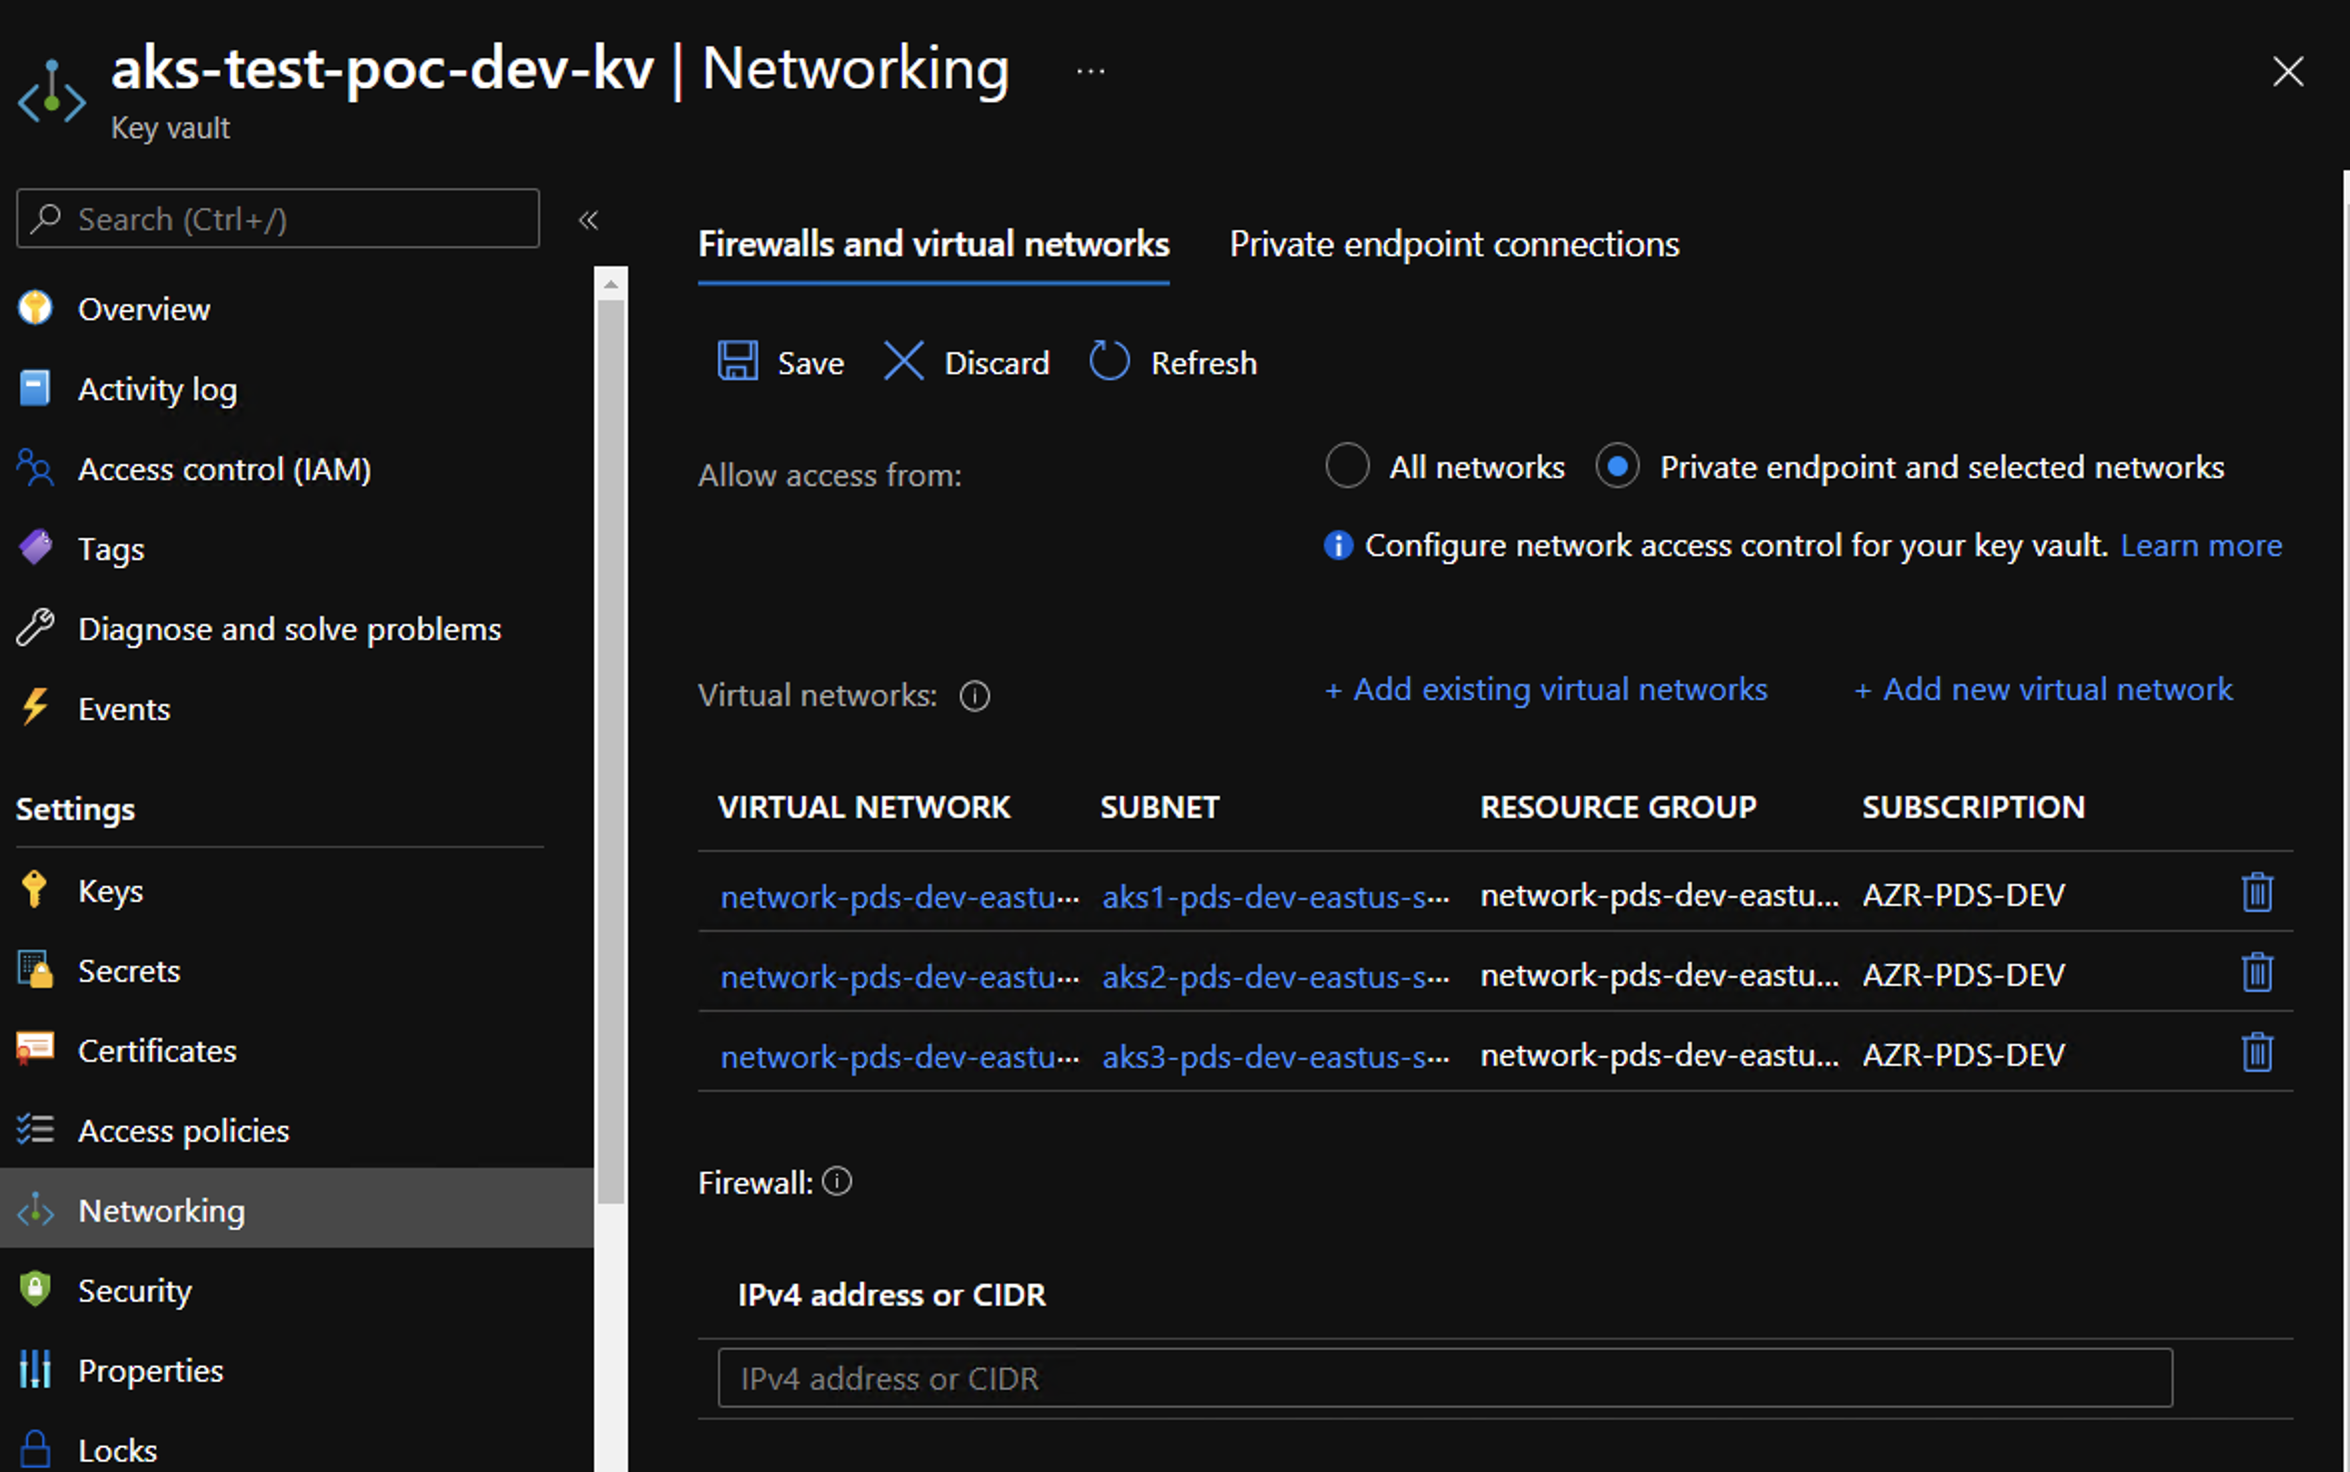 aks-test-poc-dev-kv | Networking ...
Key vault
Search (Ctrl+/)
Overview
Activity log
Access control (IAM)
Tags
Diagnose and solve problems
Events
Settings
Keys
Secrets
Certificates
Access policies
Networking
Security
Properties
Locks
Firewalls and virtual networks Private endpoint connections
Save Discard Refresh
Allow access from: All networks Private endpoint and selected networks
Configure network access control for your key vault. Learn more
Virtual networks: + Add existing virtual networks + Add new virtual network
VIRTUAL NETWORK SUBNET RESOURCE GROUP SUBSCRIPTION
network-pds-dev-eastu... aks1-pds-dev-eastus-s... network-pds-dev-eastu... AZR-PDS-DEV
network-pds-dev-eastu... aks2-pds-dev-eastus-s... network-pds-dev-eastu... AZR-PDS-DEV
network-pds-dev-eastu... aks3-pds-dev-eastus-s... network-pds-dev-eastu... AZR-PDS-DEV
Firewall:
IPv4 address or CIDR
IPv4 address or CIDR